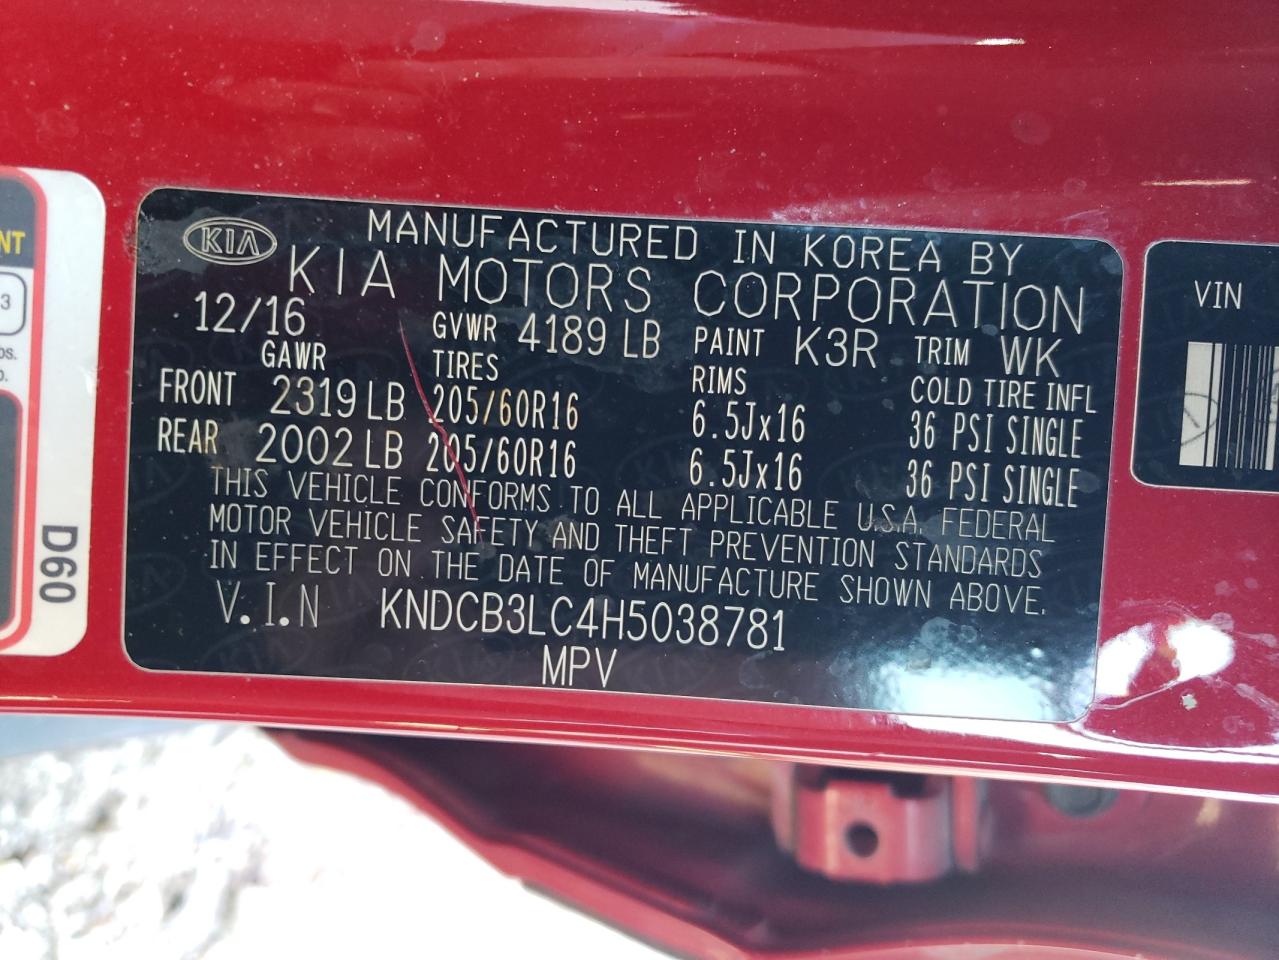 KIA
MANUFACTURED IN KOREA BY
KIA MOTORS CORPORATION
12/16 GVWR 4189 LB PAINT K3R TRIM WK
GAWR TIRES RIMS COLD TIRE INFL
FRONT 2319 LB 205/60R16 6.5Jx16 36 PSI SINGLE
REAR 2002 LB 205/60R16 6.5Jx16 36 PSI SINGLE
THIS VEHICLE CONFORMS TO ALL APPLICABLE U.S.A. FEDERAL
MOTOR VEHICLE SAFETY AND THEFT PREVENTION STANDARDS
IN EFFECT ON THE DATE OF MANUFACTURE SHOWN ABOVE.
V.I.N KNDCB3LC4H5038781
MPV
D60
VIN